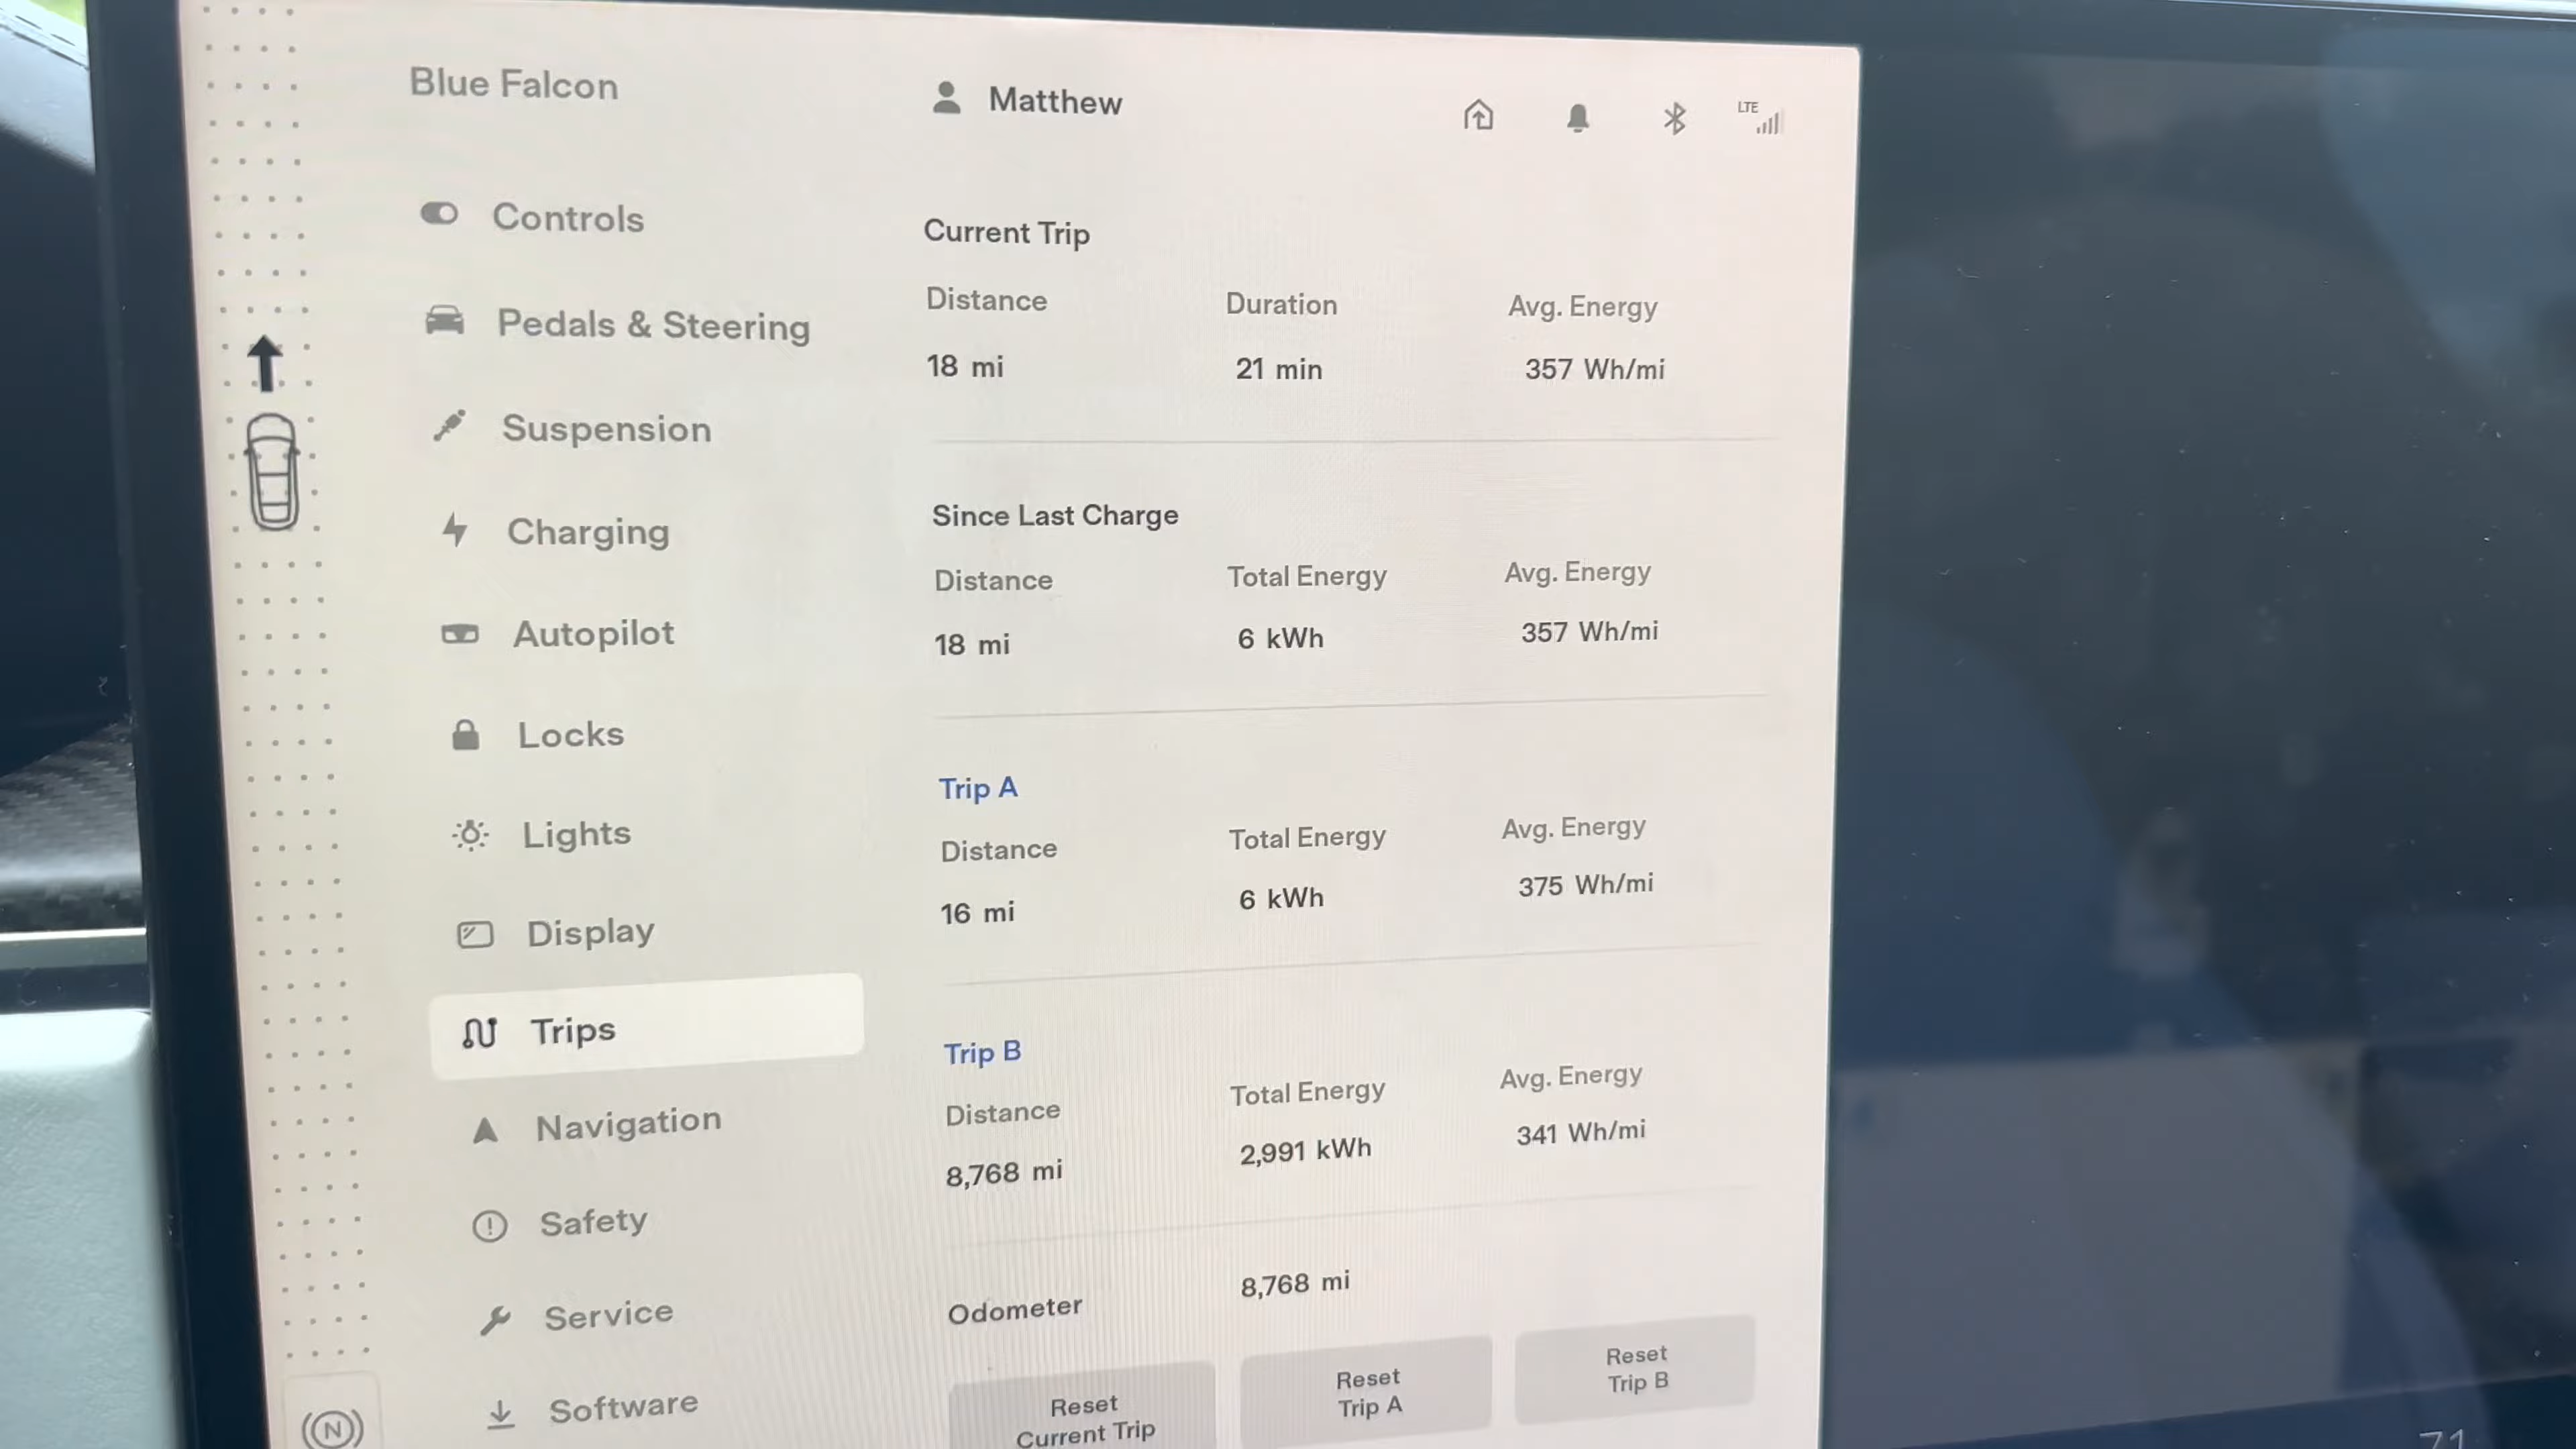 Blue Falcon
Matthew
LTE
Controls
Pedals & Steering
Suspension
Charging
Autopilot
Locks
Lights
Display
Trips
Navigation
Safety
Service
Software
N
Current Trip
Distance Duration Avg. Energy
18 mi 21 min 357 Wh/mi
Since Last Charge
Distance Total Energy Avg. Energy
18 mi 6 kWh 357 Wh/mi
Trip A
Distance Total Energy Avg. Energy
16 mi 6 kWh 375 Wh/mi
Trip B
Distance Total Energy Avg. Energy
8,768 mi 2,991 kWh 341 Wh/mi
Odometer 8,768 mi
Reset
Current Trip
Reset
Trip A
Reset
Trip B
71